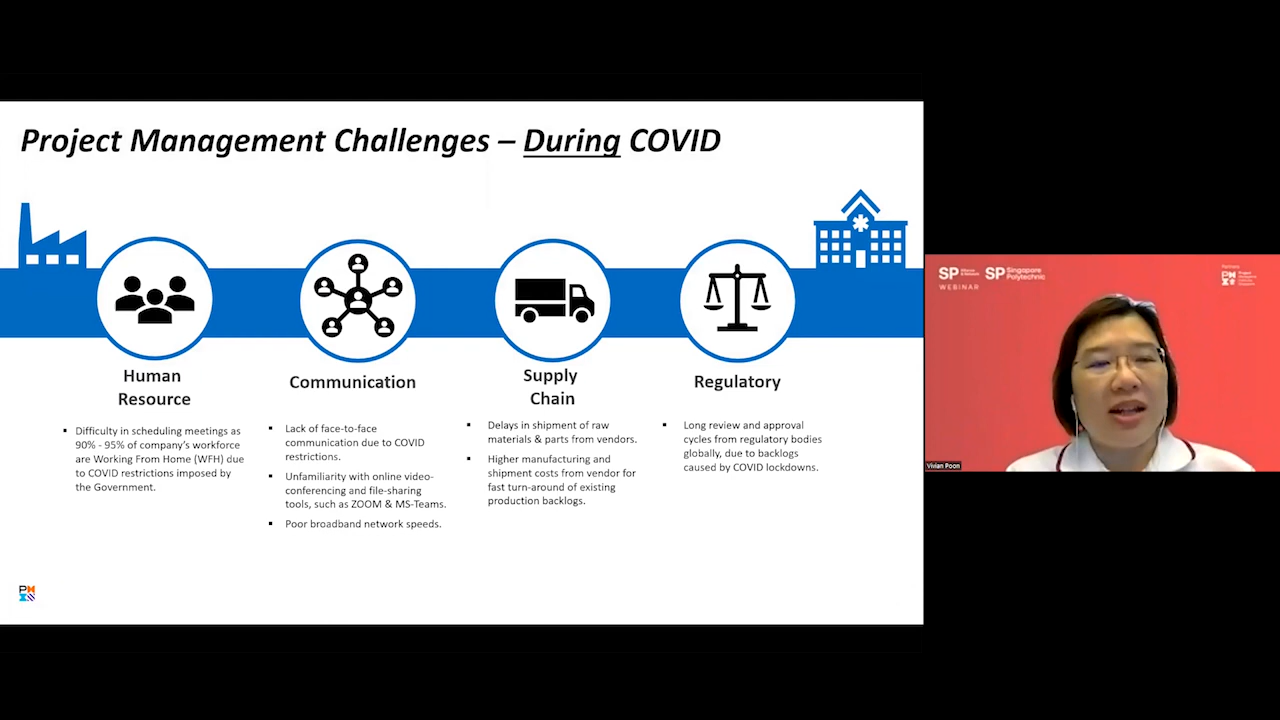 Project Management Challenges – During COVID
Human
Resource
Communication
Supply
Chain
Regulatory
▪ Difficulty in scheduling meetings as
90% - 95% of company’s workforce
are Working From Home (WFH) due
to COVID restrictions imposed by
the Government.
▪ Lack of face-to-face
communication due to COVID
restrictions.
▪ Unfamiliarity with online video-
conferencing and file-sharing
tools, such as ZOOM & MS-Teams.
▪ Poor broadband network speeds.
▪ Delays in shipment of raw
materials & parts from vendors.
▪ Higher manufacturing and
shipment costs from vendor for
fast turn-around of existing
production backlogs.
▪ Long review and approval
cycles from regulatory bodies
globally, due to backlogs
caused by COVID lockdowns.
SP
SP Singapore
Polytechnic
WEBINAR
Vivian Poon